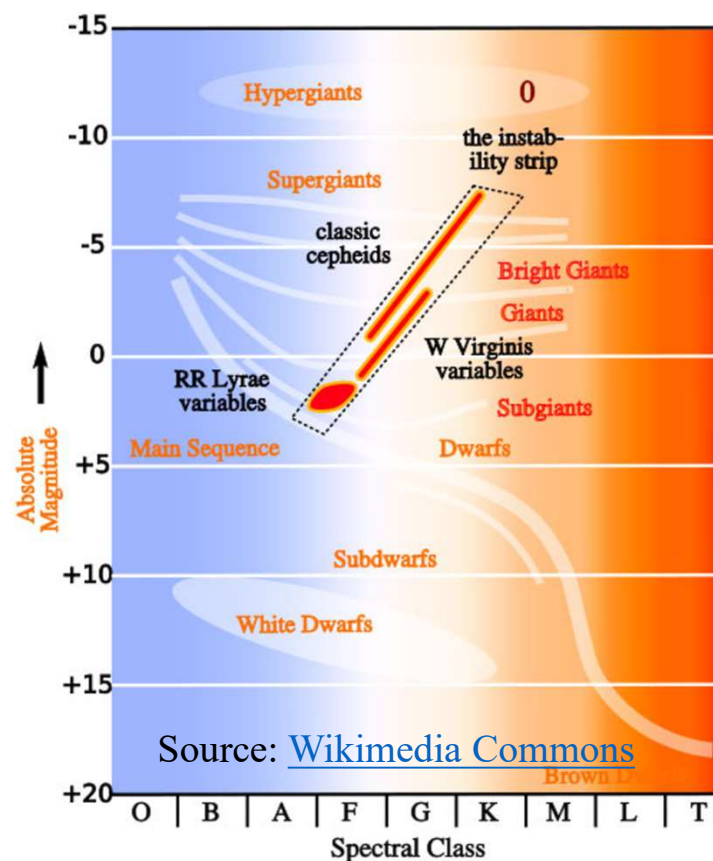 -15
Hypergiants
0
-10
the instab-
ility strip
Supergiants
classic
cepheids
-5
Bright Giants
Giants
0
W Virginis
variables
RR Lyrae
variables
Subgiants
Main Sequence
Dwarfs
+5
Absolute
Magnitude
Subdwarfs
+10
White Dwarfs
+15
Source: Wikimedia Commons
Brown
+20
O B A F G K M L T
Spectral Class